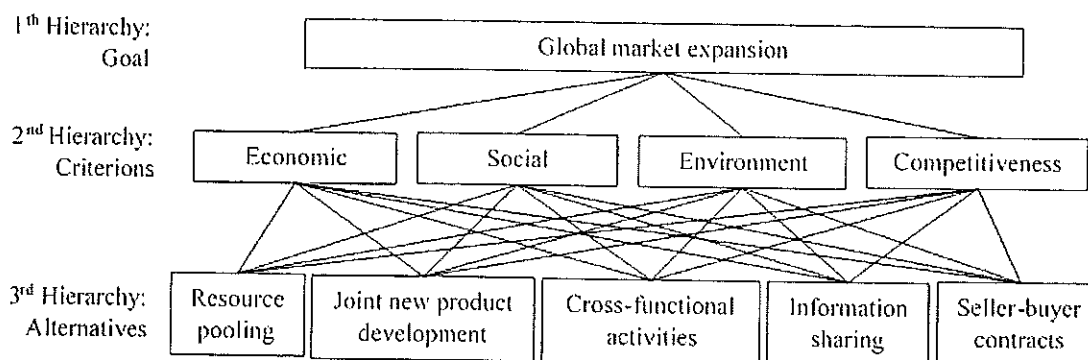 1th Hierarchy:
Goal
Global market expansion
2nd Hierarchy:
Criterions
Economic
Social
Environment
Competitiveness
3rd Hierarchy:
Alternatives
Resource
pooling
Joint new product
development
Cross-functional
activities
Information
sharing
Seller-buyer
contracts